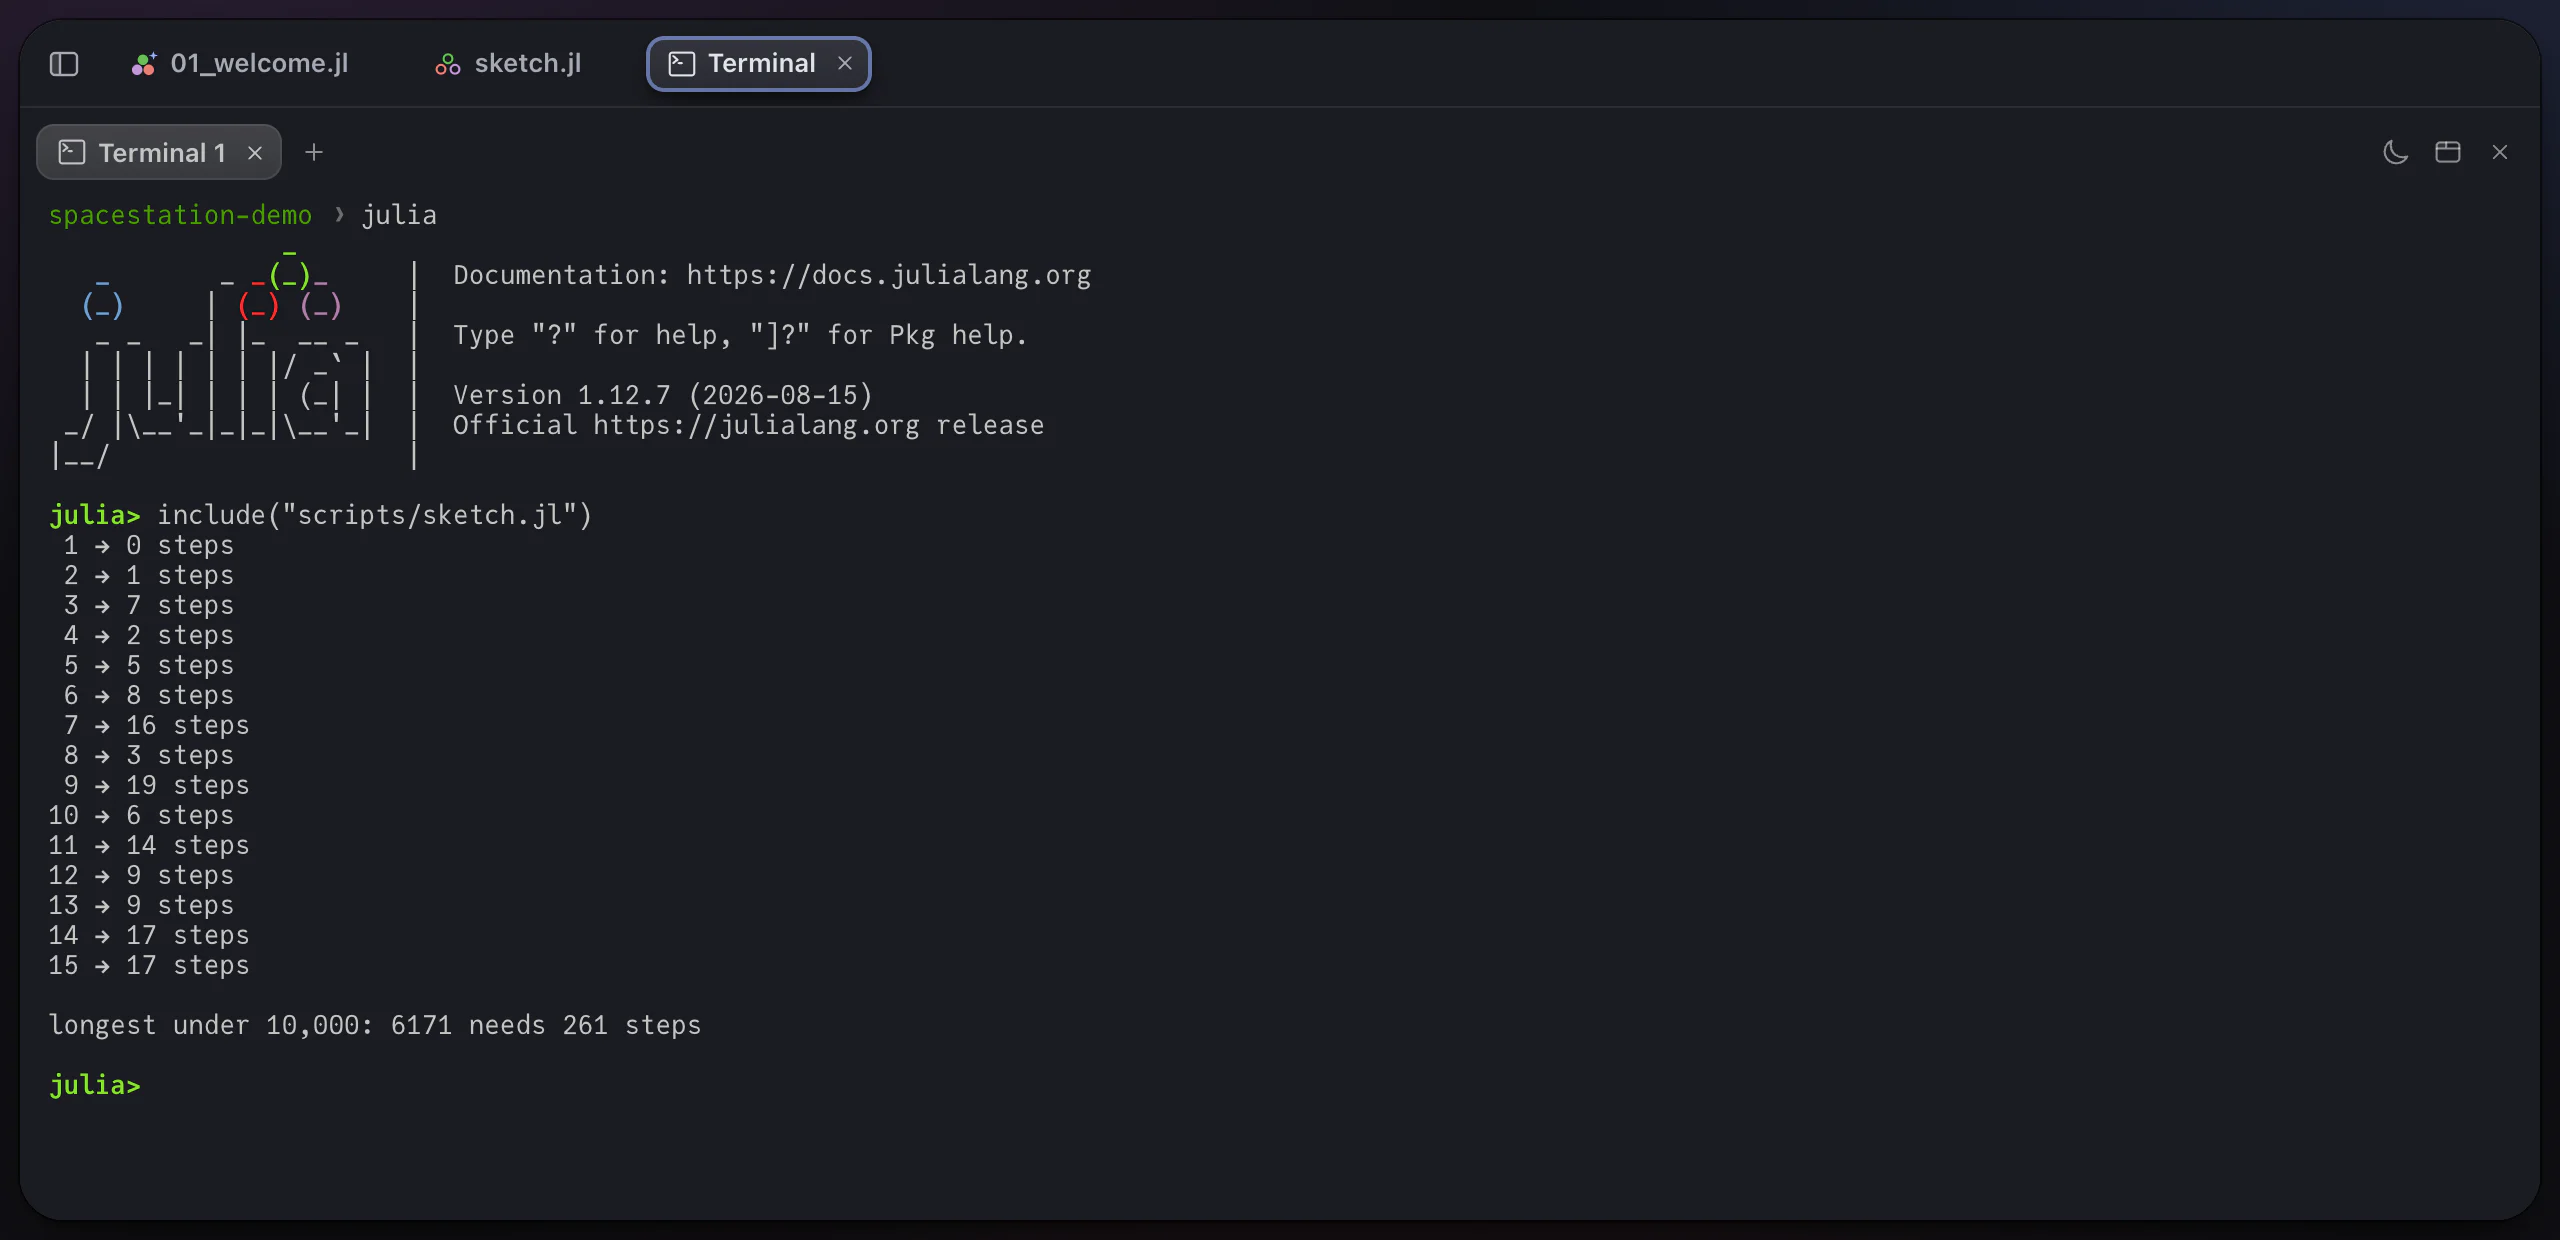 01_welcome.jl
sketch.jl
Terminal
Terminal 1
spacestation-demo › julia
               _
   _       _ _(_)_     |  Documentation: https://docs.julialang.org
  (_)     | (_) (_)    |
   _ _   _| |_  __ _   |  Type "?" for help, "]?" for Pkg help.
  | | | | | | |/ _` |  |
  | | |_| | | | (_| |  |  Version 1.12.7 (2026-08-15)
 _/ |\__'_|_|_|\__'_|  |  Official https://julialang.org release
|__/                   |
julia> include("scripts/sketch.jl")
 1 → 0 steps
 2 → 1 steps
 3 → 7 steps
 4 → 2 steps
 5 → 5 steps
 6 → 8 steps
 7 → 16 steps
 8 → 3 steps
 9 → 19 steps
10 → 6 steps
11 → 14 steps
12 → 9 steps
13 → 9 steps
14 → 17 steps
15 → 17 steps
longest under 10,000: 6171 needs 261 steps
julia>